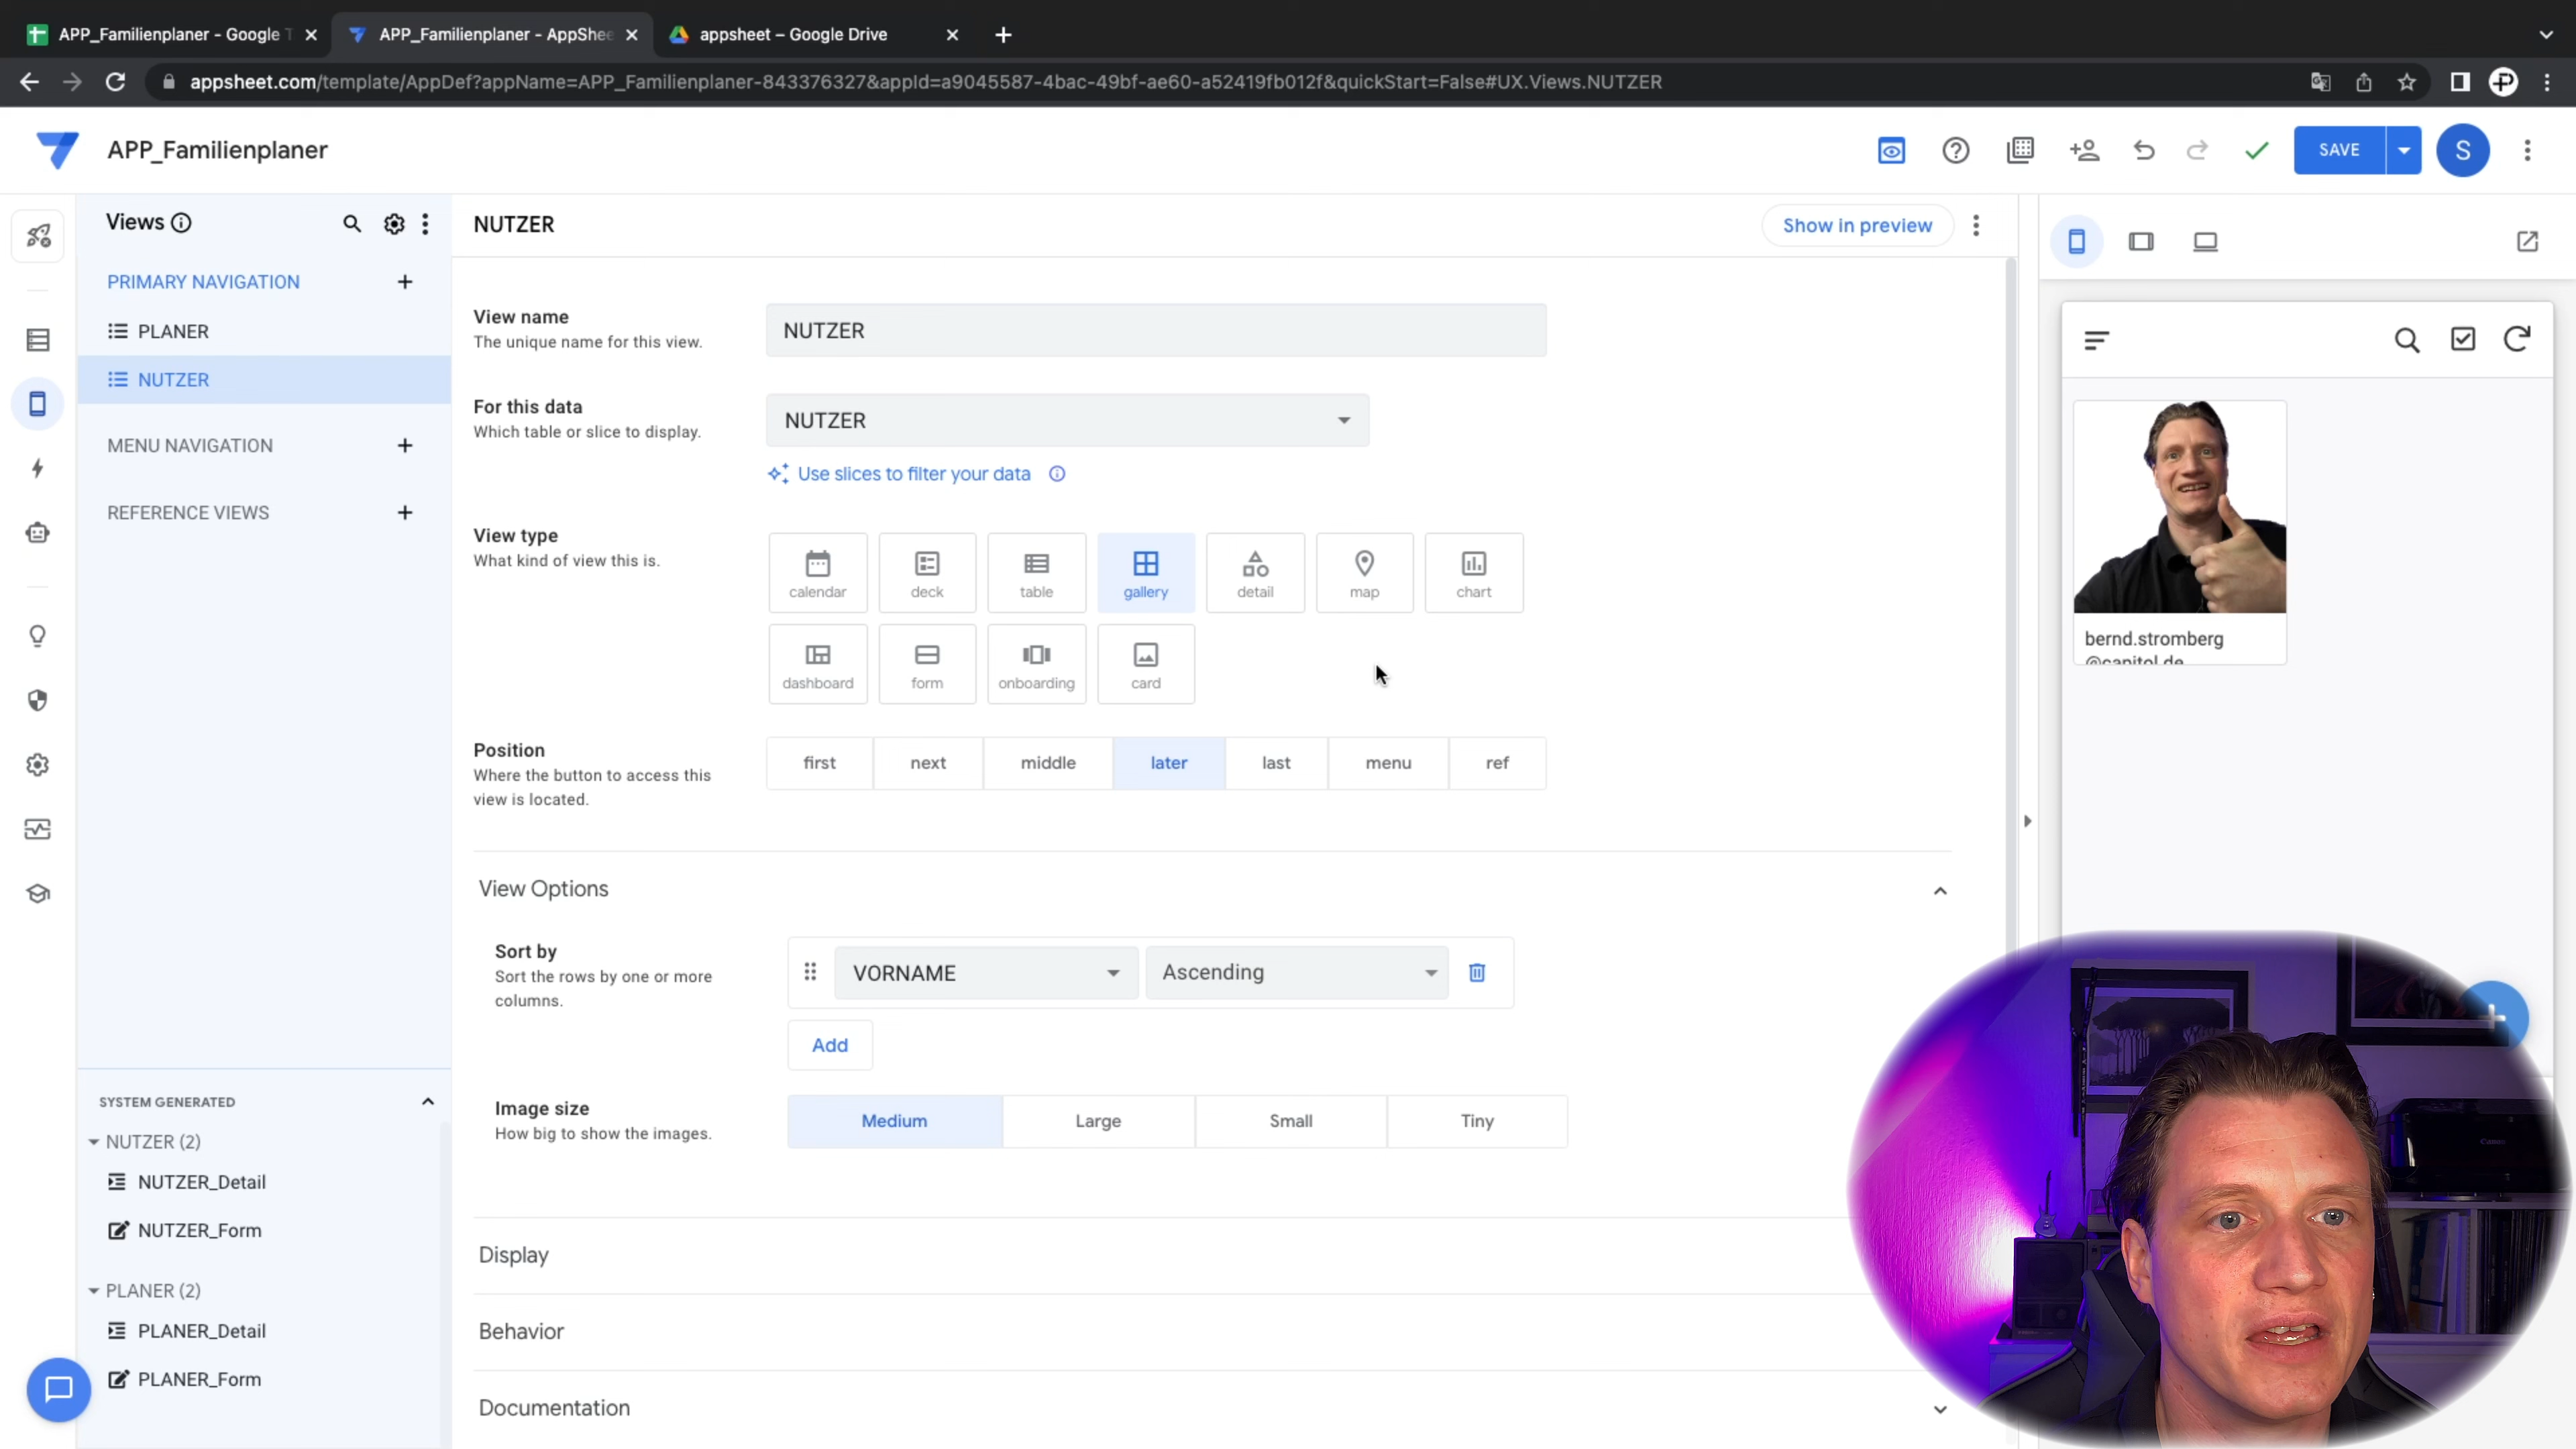 APP_Familienplaner - Google T
APP_Familienplaner - AppShee
appsheet – Google Drive
appsheet.com/template/AppDef?appName=APP_Familienplaner-843376327&appId=a9045587-4bac-49bf-ae60-a52419fb012f&quickStart=False#UX.Views.NUTZER
APP_Familienplaner
SAVE
S
Views
NUTZER
Show in preview
PRIMARY NAVIGATION
PLANER
NUTZER
MENU NAVIGATION
REFERENCE VIEWS
View name
The unique name for this view.
NUTZER
For this data
Which table or slice to display.
NUTZER
Use slices to filter your data
View type
What kind of view this is.
calendar
deck
table
gallery
detail
map
chart
dashboard
form
onboarding
card
Position
Where the button to access this
view is located.
first
next
middle
later
last
menu
ref
View Options
Sort by
Sort the rows by one or more
columns.
VORNAME
Ascending
Add
Image size
How big to show the images.
Medium
Large
Small
Tiny
Display
Behavior
Documentation
SYSTEM GENERATED
NUTZER (2)
NUTZER_Detail
NUTZER_Form
PLANER (2)
PLANER_Detail
PLANER_Form
bernd.stromberg
@capitol.de
Canon